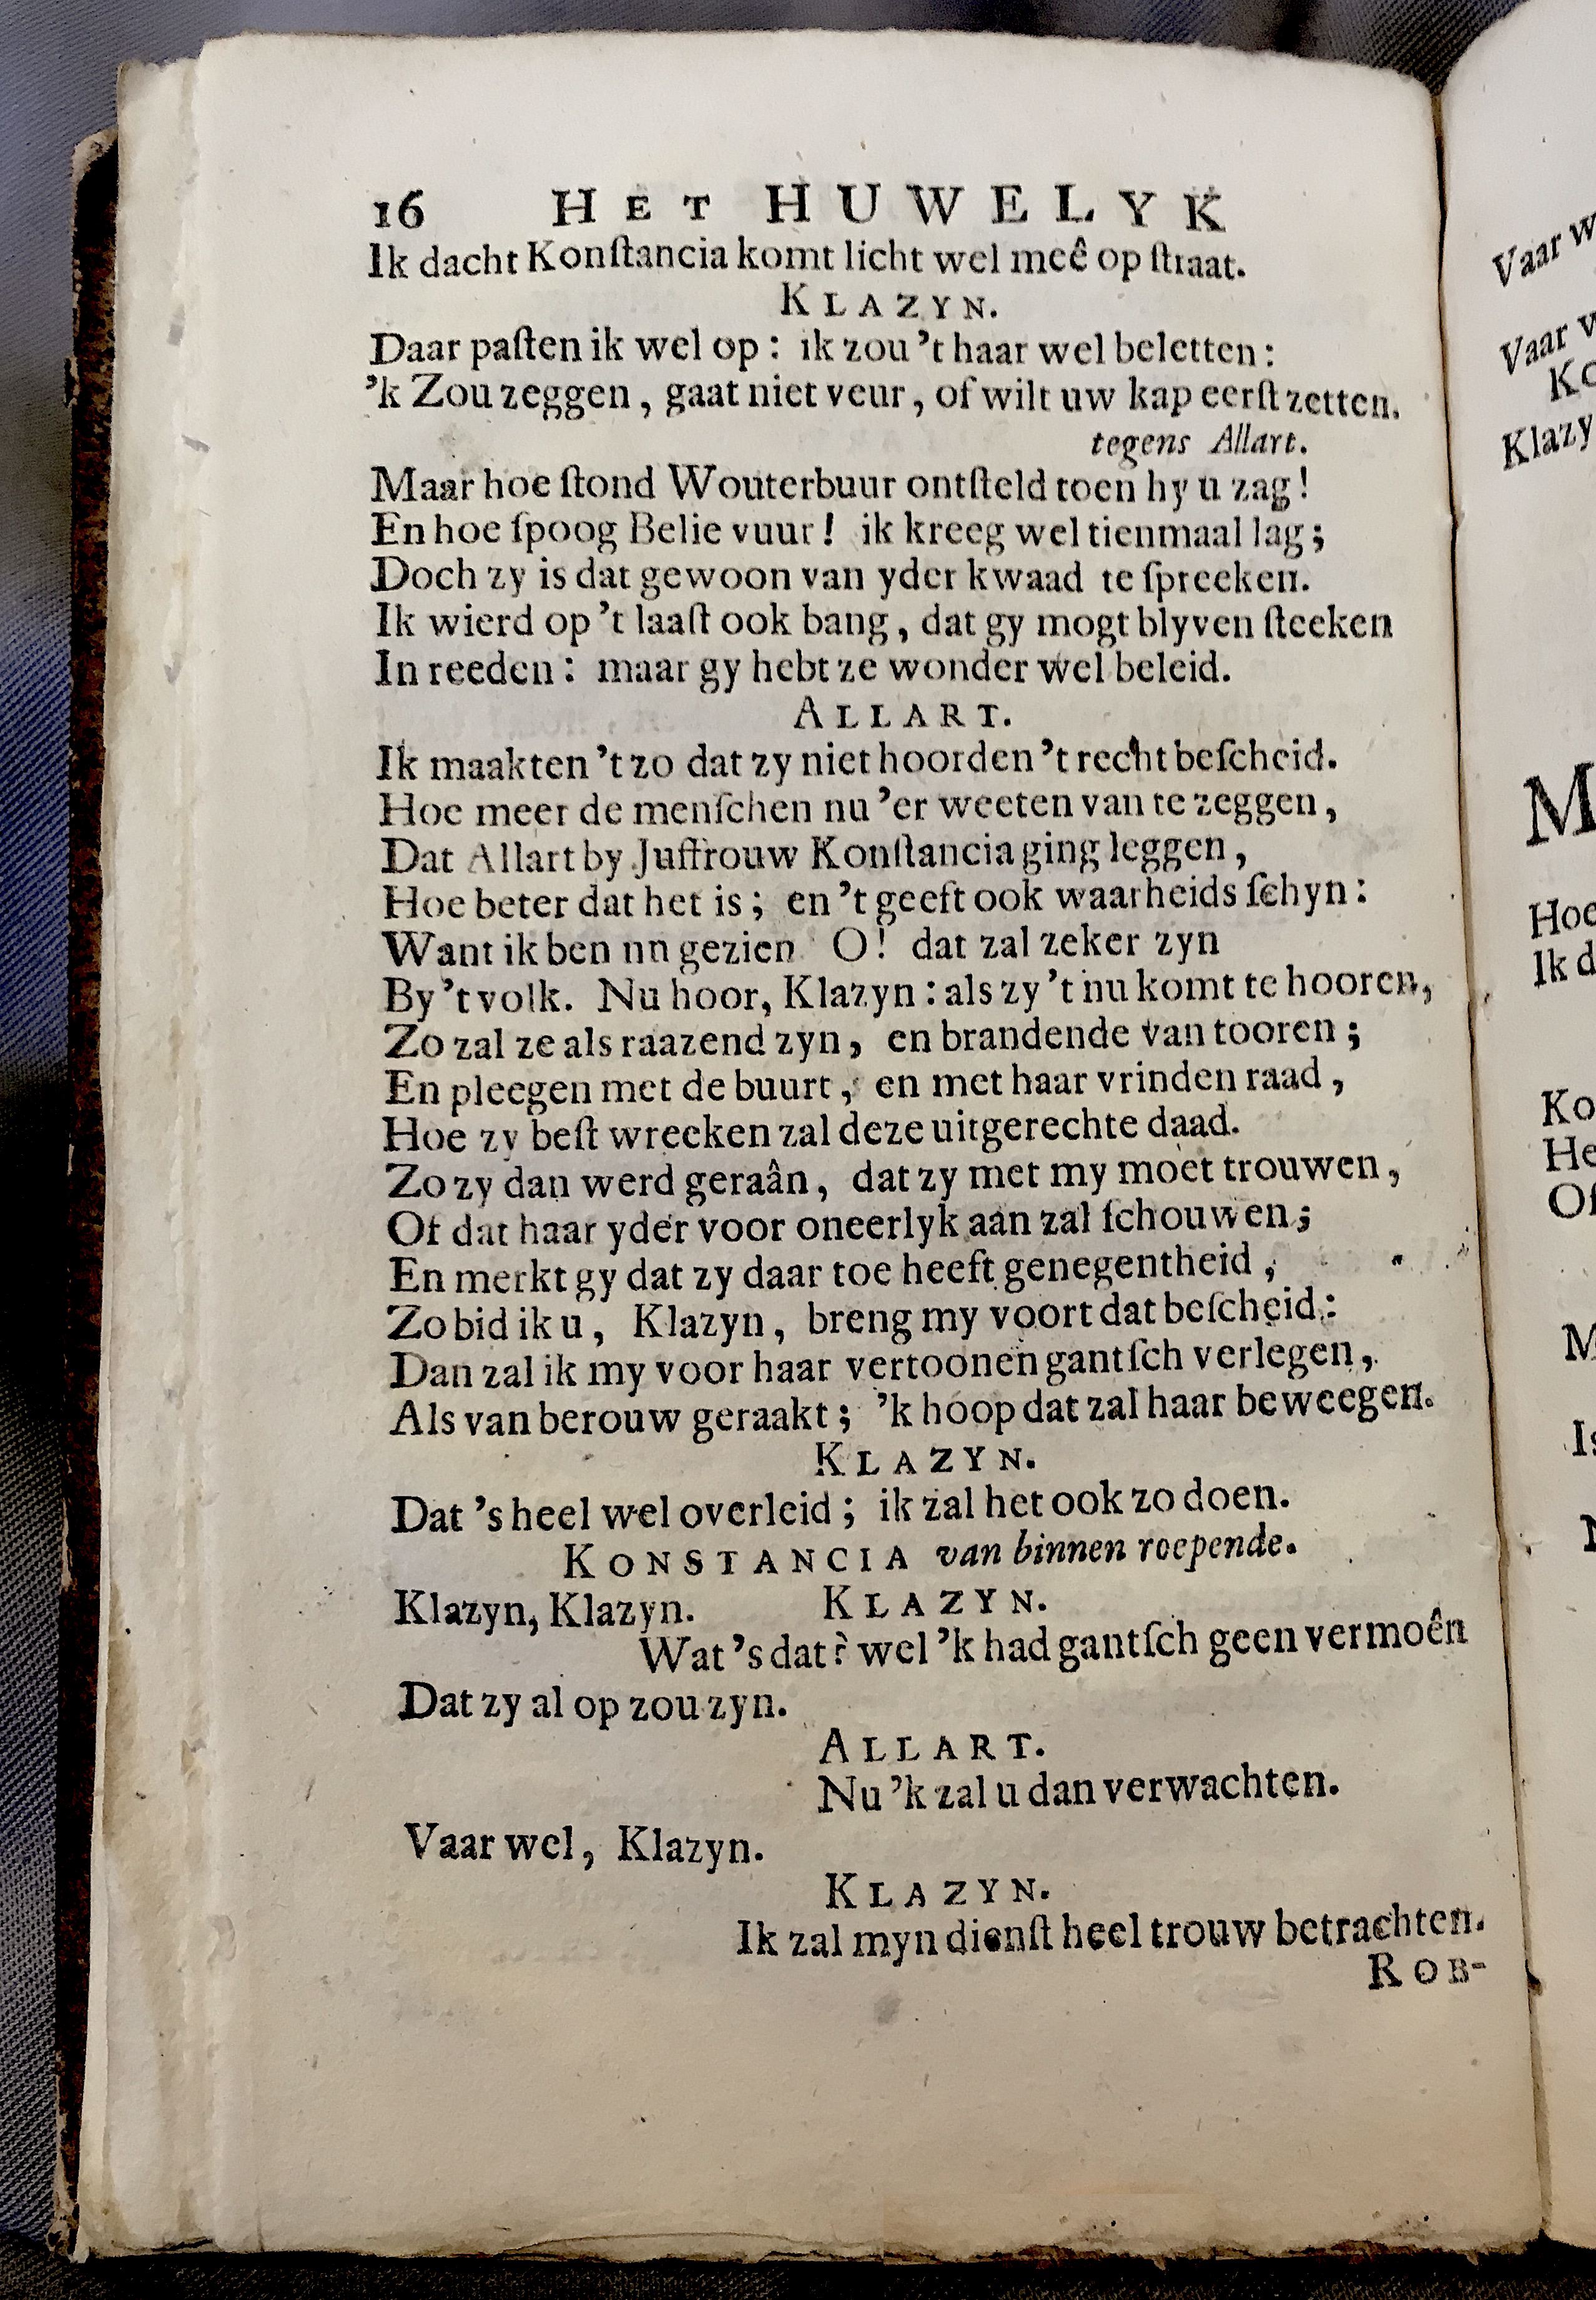 16 HET HUWELYK
Ik dacht Konſtancia komt licht wel meê op ſtraat.
KLAZYN.
Daar paſten ik wel op: ik zou 't haar wel beletten:
'k Zou zeggen, gaat niet veur, of wilt uw kap eerſt zetten.
tegens Allart.
Maar hoe ſtond Wouterbuur ontſteld toen hy u zag!
En hoe ſpoog Belie vuur! ik kreeg wel tienmaal lag;
Doch zy is dat gewoon van yder kwaad te ſpreeken.
Ik wierd op 't laaſt ook bang, dat gy mogt blyven ſteeken
In reeden: maar gy hebt ze wonder wel beleid.
ALLART.
Ik maakten 't zo dat zy niet hoorden 't recht beſcheid.
Hoe meer de menſchen nu 'er weeten van te zeggen,
Dat Allart by Juffrouw Konſtancia ging leggen,
Hoe beter dat het is; en 't geeft ook waarheids ſchyn:
Want ik ben nn gezien O! dat zal zeker zyn
By 't volk. Nu hoor, Klazyn: als zy 't nu komt te hooren,
Zo zal ze als raazend zyn, en brandende van tooren;
En pleegen met de buurt, en met haar vrinden raad,
Hoe zy beſt wreeken zal deze uitgerechte daad.
Zo zy dan werd geraân, dat zy met my moet trouwen,
Of dat haar yder voor oneerlyk aan zal ſchouwen;
En merkt gy dat zy daar toe heeft genegentheid,
Zo bid ik u, Klazyn, breng my voort dat beſcheid:
Dan zal ik my voor haar vertoonen gantſch verlegen,
Als van berouw geraakt; 'k hoop dat zal haar beweegen.
KLAZYN.
Dat 's heel wel overleid; ik zal het ook zo doen.
KONSTANCIA van binnen roepende.
Klazyn, Klazyn. KLAZYN.
Wat 's dat? wel 'k had gantſch geen vermoên
Dat zy al op zou zyn.
ALLART.
Nu 'k zal u dan verwachten.
Vaar wel, Klazyn.
KLAZYN.
Ik zal myn dienſt heel trouw betrachten.
ROB-
Vaar
Vaar
Klazy
Hoe
Ik d
Ko
He
Of